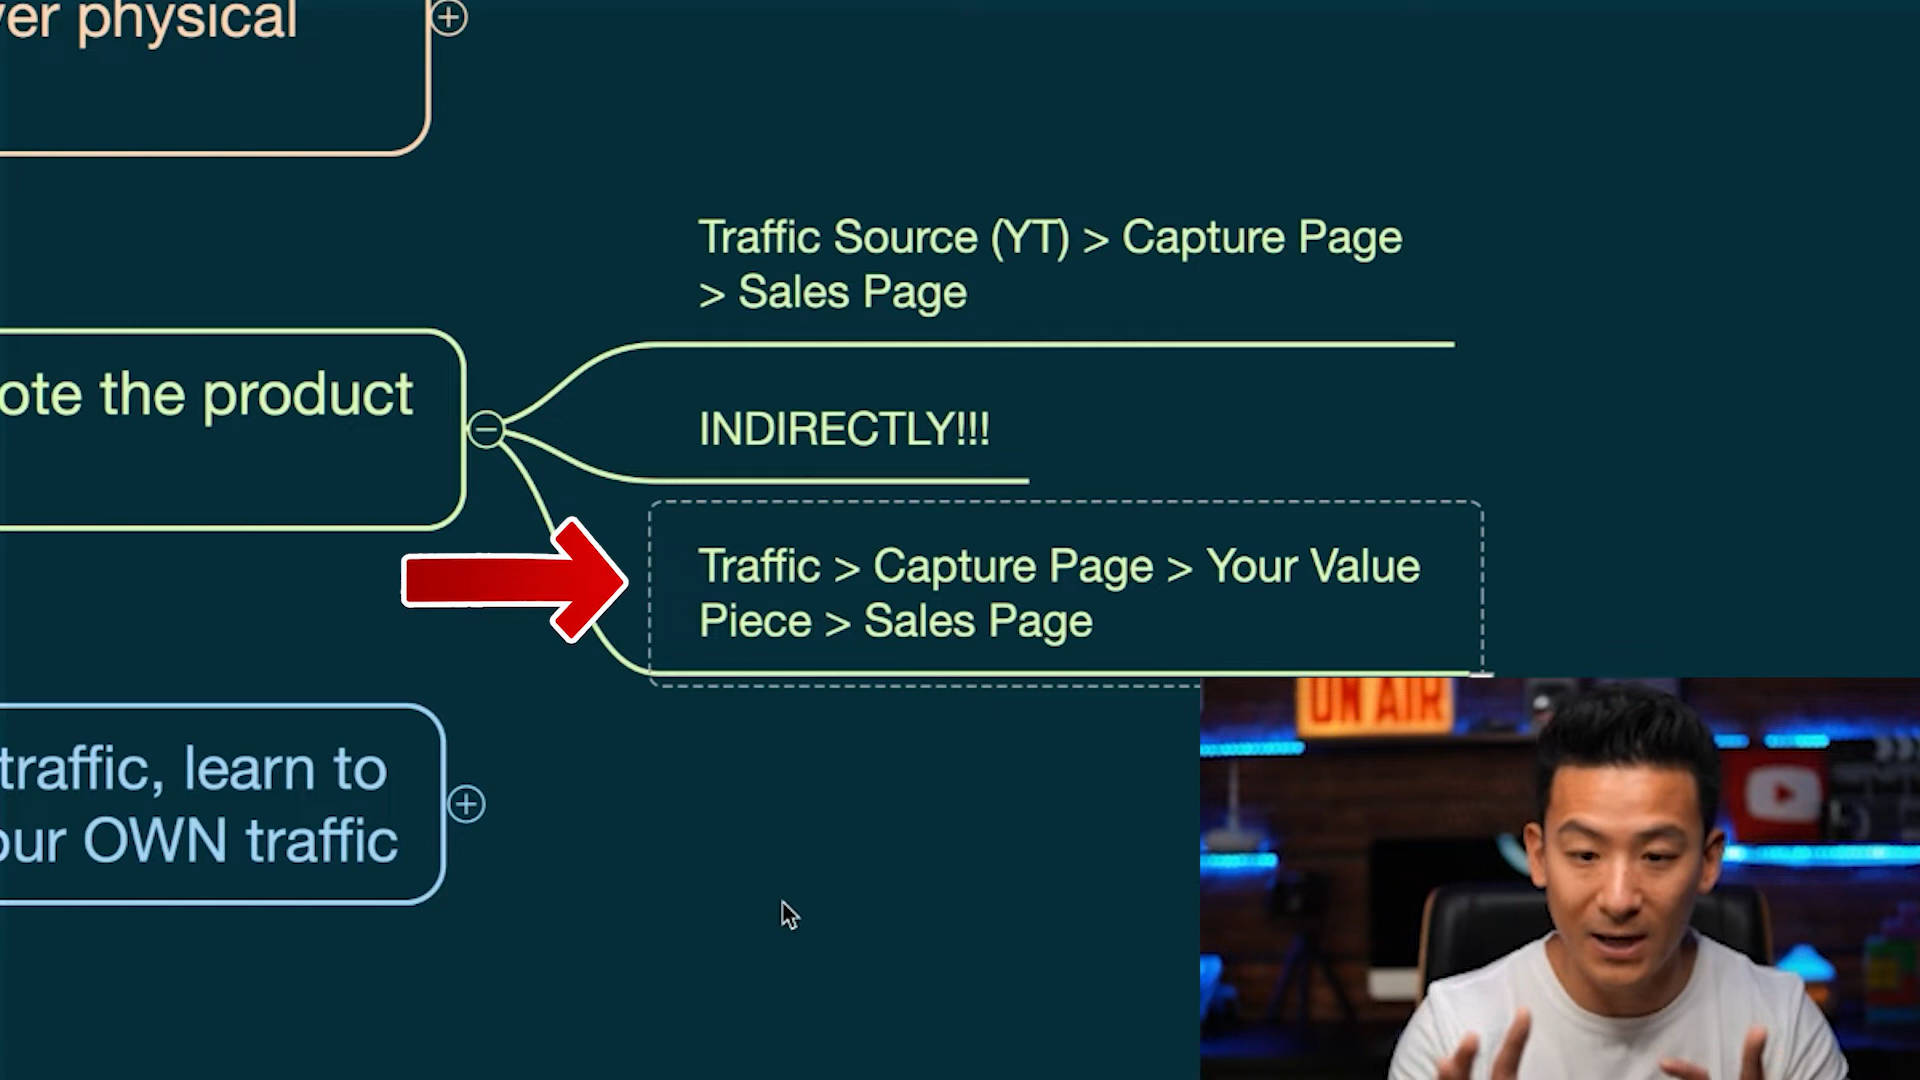 er physical
Traffic Source (YT) > Capture Page
> Sales Page
ote the product
INDIRECTLY!!!
Traffic > Capture Page > Your Value
Piece > Sales Page
traffic, learn to
our OWN traffic
ON AIR